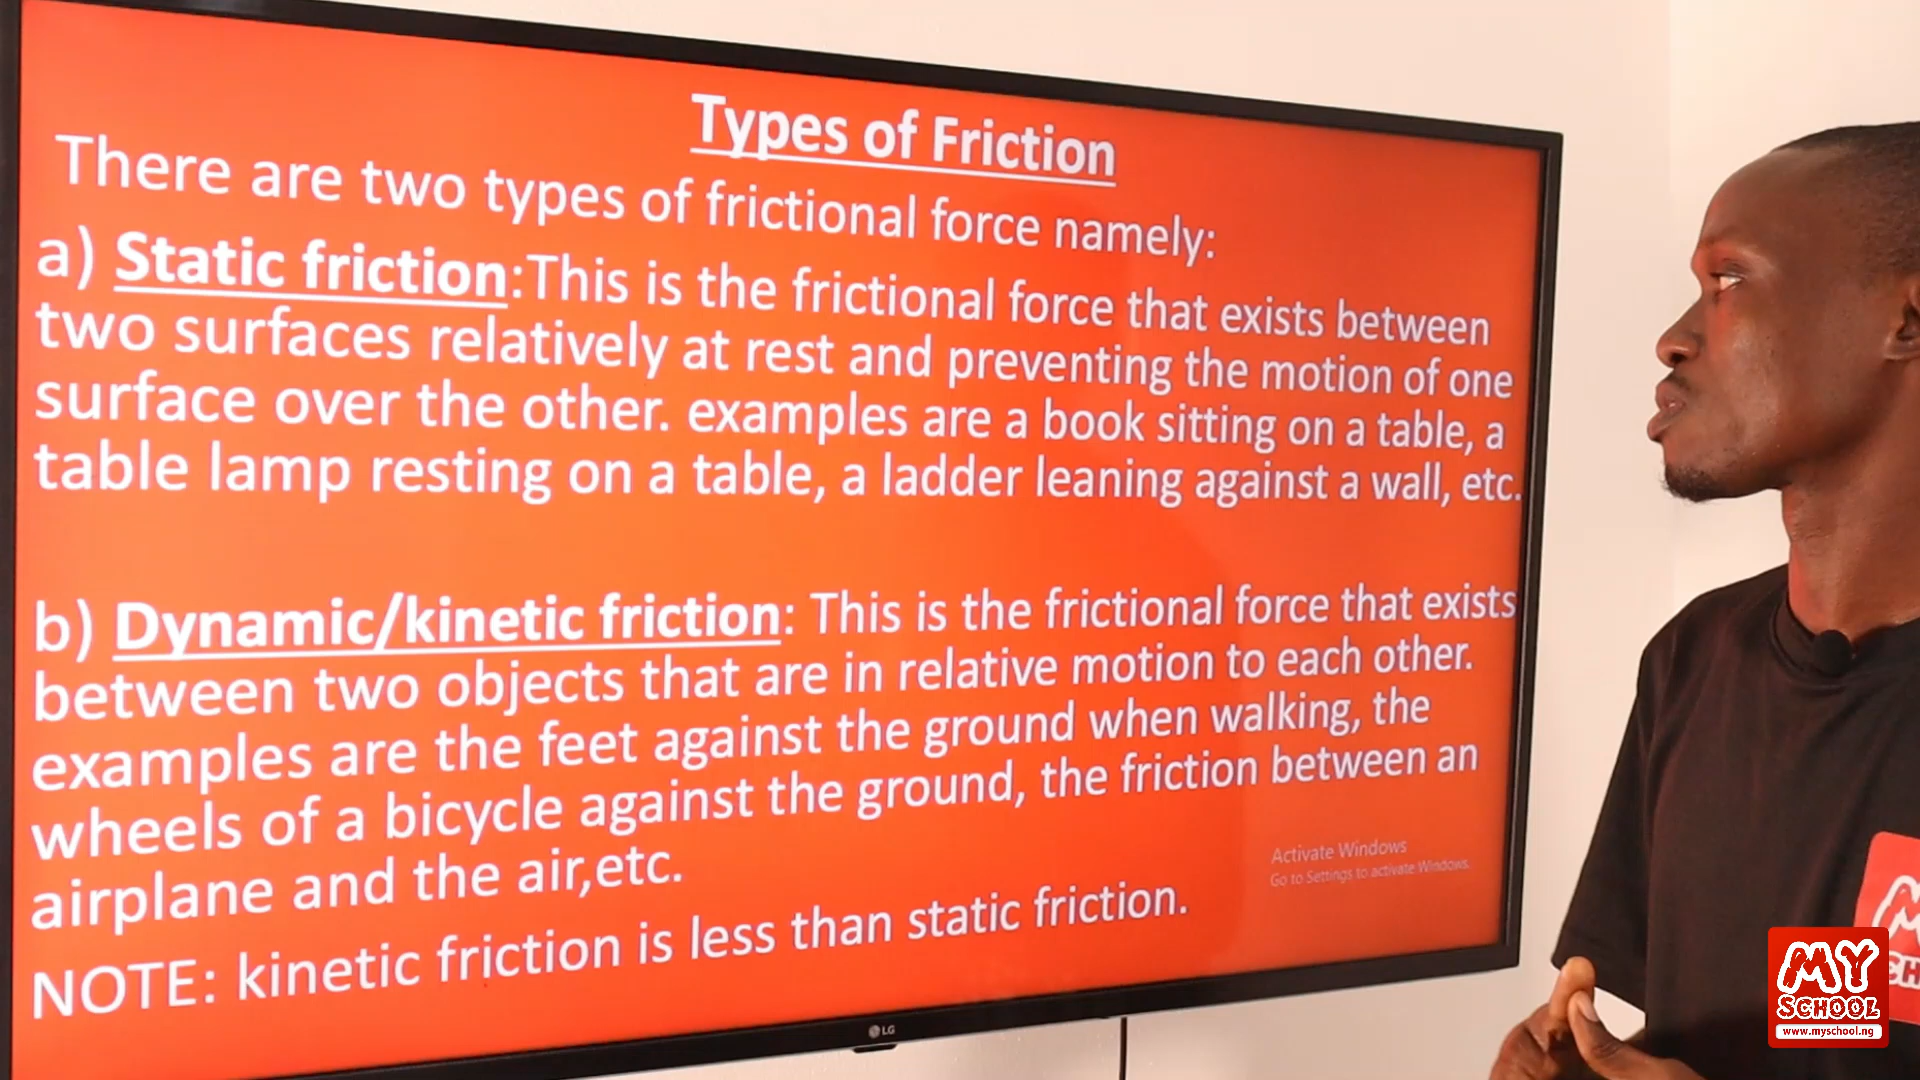 Types of Friction
There are two types of frictional force namely:
a) Static friction:This is the frictional force that exists between
two surfaces relatively at rest and preventing the motion of one
surface over the other. examples are a book sitting on a table, a
table lamp resting on a table, a ladder leaning against a wall, etc.
b) Dynamic/kinetic friction: This is the frictional force that exists
between two objects that are in relative motion to each other.
examples are the feet against the ground when walking, the
wheels of a bicycle against the ground, the friction between an
airplane and the air,etc.
NOTE: kinetic friction is less than static friction.
Activate Windows
Go to Settings to activate Windows.
LG
MY
SCHOOL
www.myschool.ng